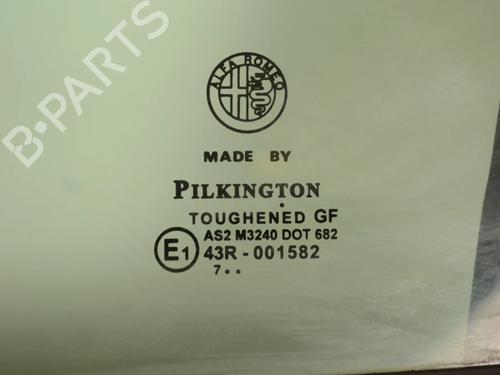 B-PARTS
ALFA ROMEO
MADE BY
PILKINGTON
TOUGHENED GF
AS2 M3240 DOT 682
E1 43R - 001582
7..